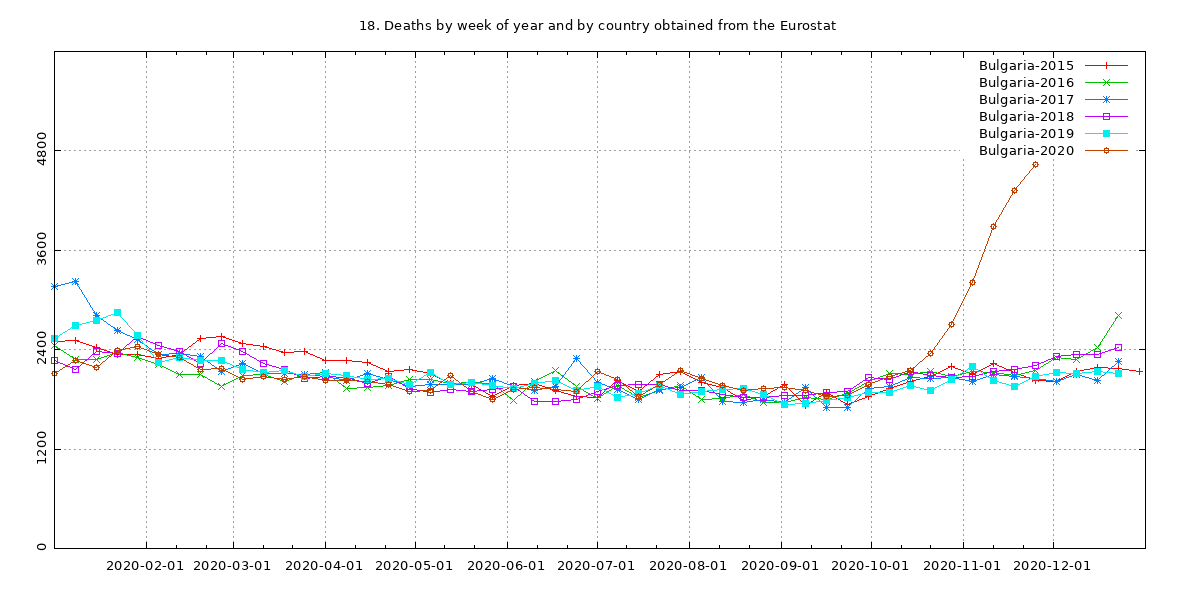 18. Deaths by week of year and by country obtained from the Eurostat
Bulgaria-2015
Bulgaria-2016
Bulgaria-2017
Bulgaria-2018
Bulgaria-2019
Bulgaria-2020
4800
3600
2400
1200
0
2020-02-01 2020-03-01 2020-04-01 2020-05-01 2020-06-01 2020-07-01 2020-08-01 2020-09-01 2020-10-01 2020-11-01 2020-12-01